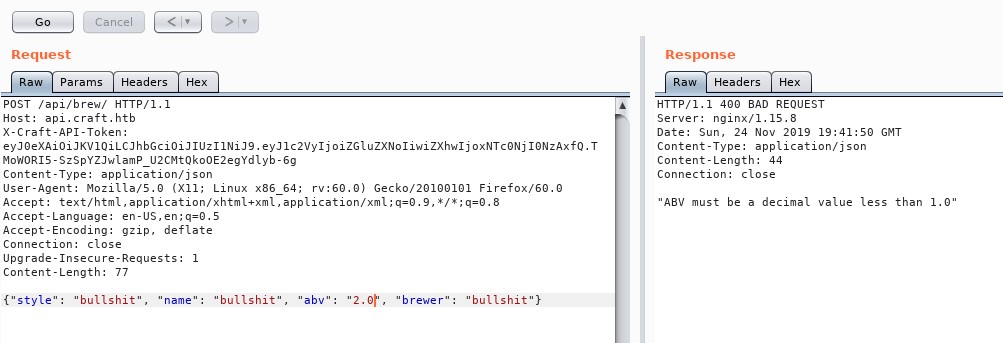 Go Cancel < >
Request
Raw Params Headers Hex
POST /api/brew/ HTTP/1.1
Host: api.craft.htb
X-Craft-API-Token:
eyJ0eXAiOiJKV1QiLCJhbGciOiJIUzI1NiJ9.eyJ1c2VyIjoiZGluZXNoIiwiZXhwIjoxNTc0NjI0NzAxfQ.T
MoWORI5-SzSpYZJwlamP_U2CMtQkoOE2egYdlyb-6g
Content-Type: application/json
User-Agent: Mozilla/5.0 (X11; Linux x86_64; rv:60.0) Gecko/20100101 Firefox/60.0
Accept: text/html,application/xhtml+xml,application/xml;q=0.9,*/*;q=0.8
Accept-Language: en-US,en;q=0.5
Accept-Encoding: gzip, deflate
Connection: close
Upgrade-Insecure-Requests: 1
Content-Length: 77
{"style": "bullshit", "name": "bullshit", "abv": "2.0", "brewer": "bullshit"}
Response
Raw Headers Hex
HTTP/1.1 400 BAD REQUEST
Server: nginx/1.15.8
Date: Sun, 24 Nov 2019 19:41:50 GMT
Content-Type: application/json
Content-Length: 44
Connection: close
"ABV must be a decimal value less than 1.0"